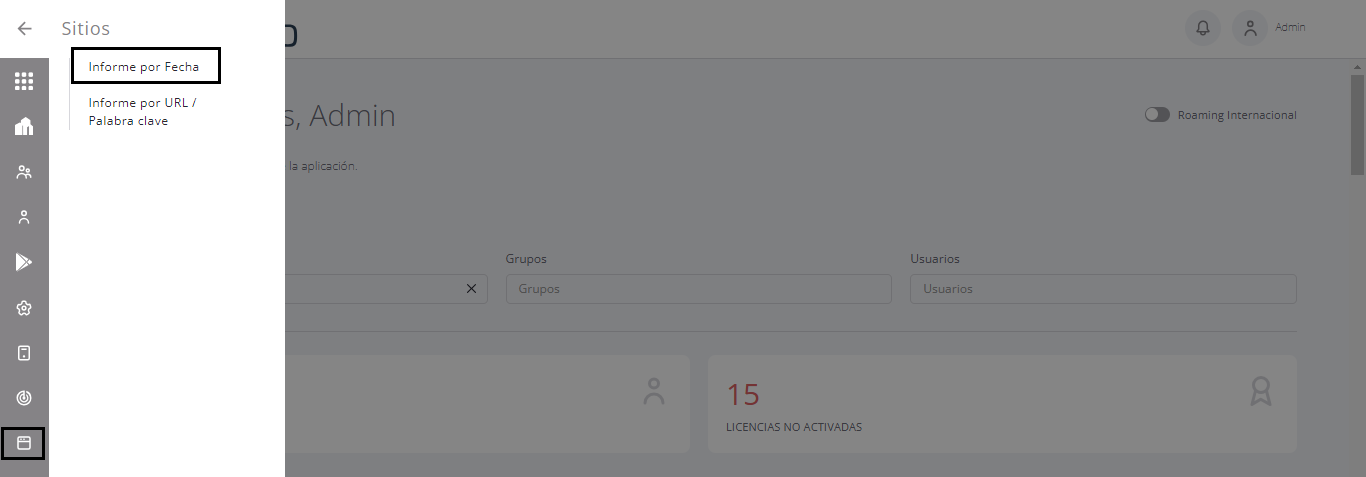 Sitios
Admin
Informe por Fecha
Informe por URL /
Palabra clave
s, Admin
Roaming Internacional
la aplicación.
Grupos
Usuarios
Grupos
Usuarios
15
LICENCIAS NO ACTIVADAS